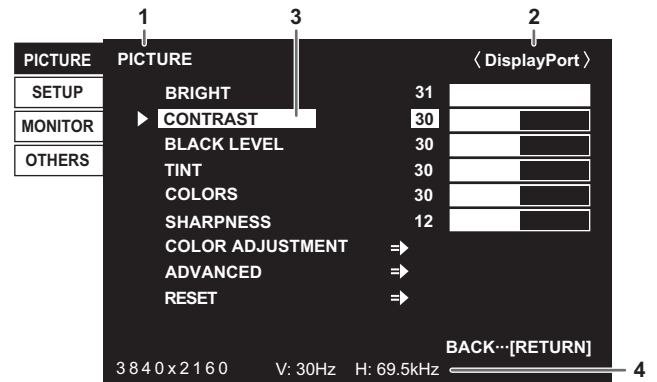 1 3 2
PICTURE PICTURE 〈 DisplayPort 〉
SETUP BRIGHT 31
MONITOR CONTRAST 30
BLACK LEVEL 30
OTHERS
TINT 30
COLORS 30
SHARPNESS 12
COLOR ADJUSTMENT
ADVANCED
RESET
BACK···[RETURN]
3840x2160 V: 30Hz H: 69.5kHz 4